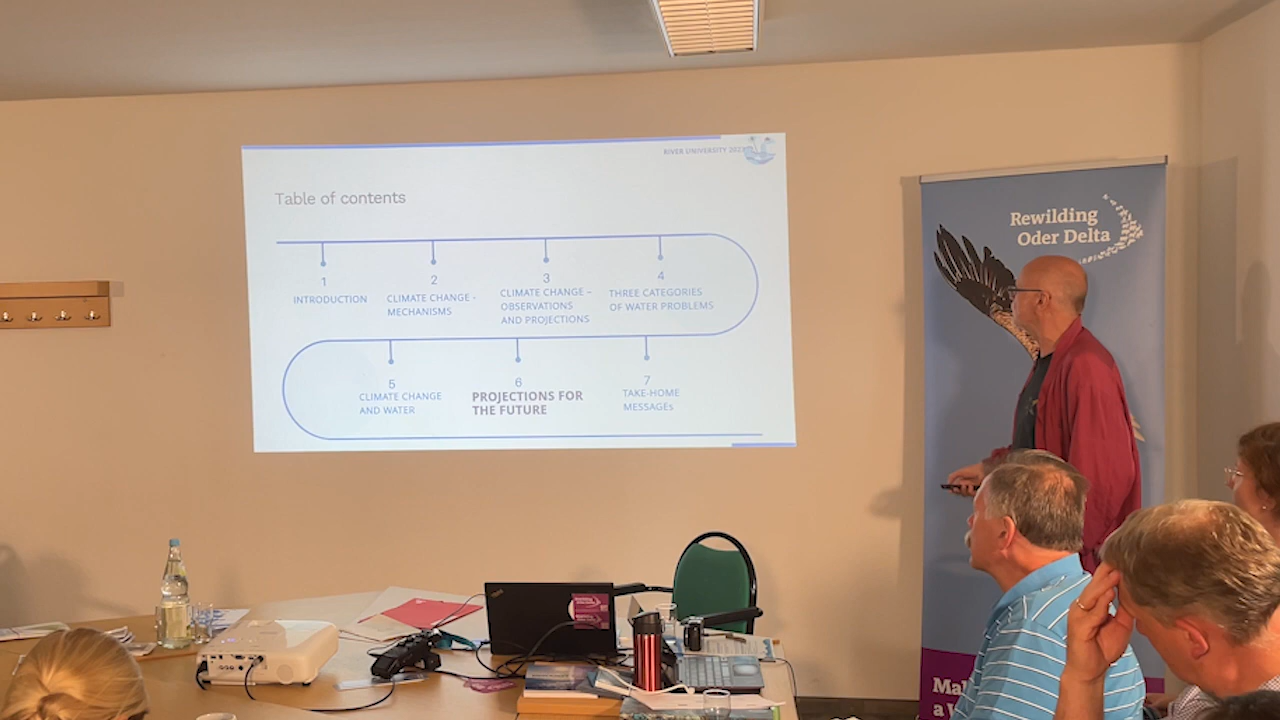 RIVER UNIVERSITY 2023
Table of contents
1
INTRODUCTION
2
CLIMATE CHANGE -
MECHANISMS
3
CLIMATE CHANGE –
OBSERVATIONS
AND PROJECTIONS
4
THREE CATEGORIES
OF WATER PROBLEMS
5
CLIMATE CHANGE
AND WATER
6
PROJECTIONS FOR
THE FUTURE
7
TAKE-HOME
MESSAGEs
Rewilding
Oder Delta